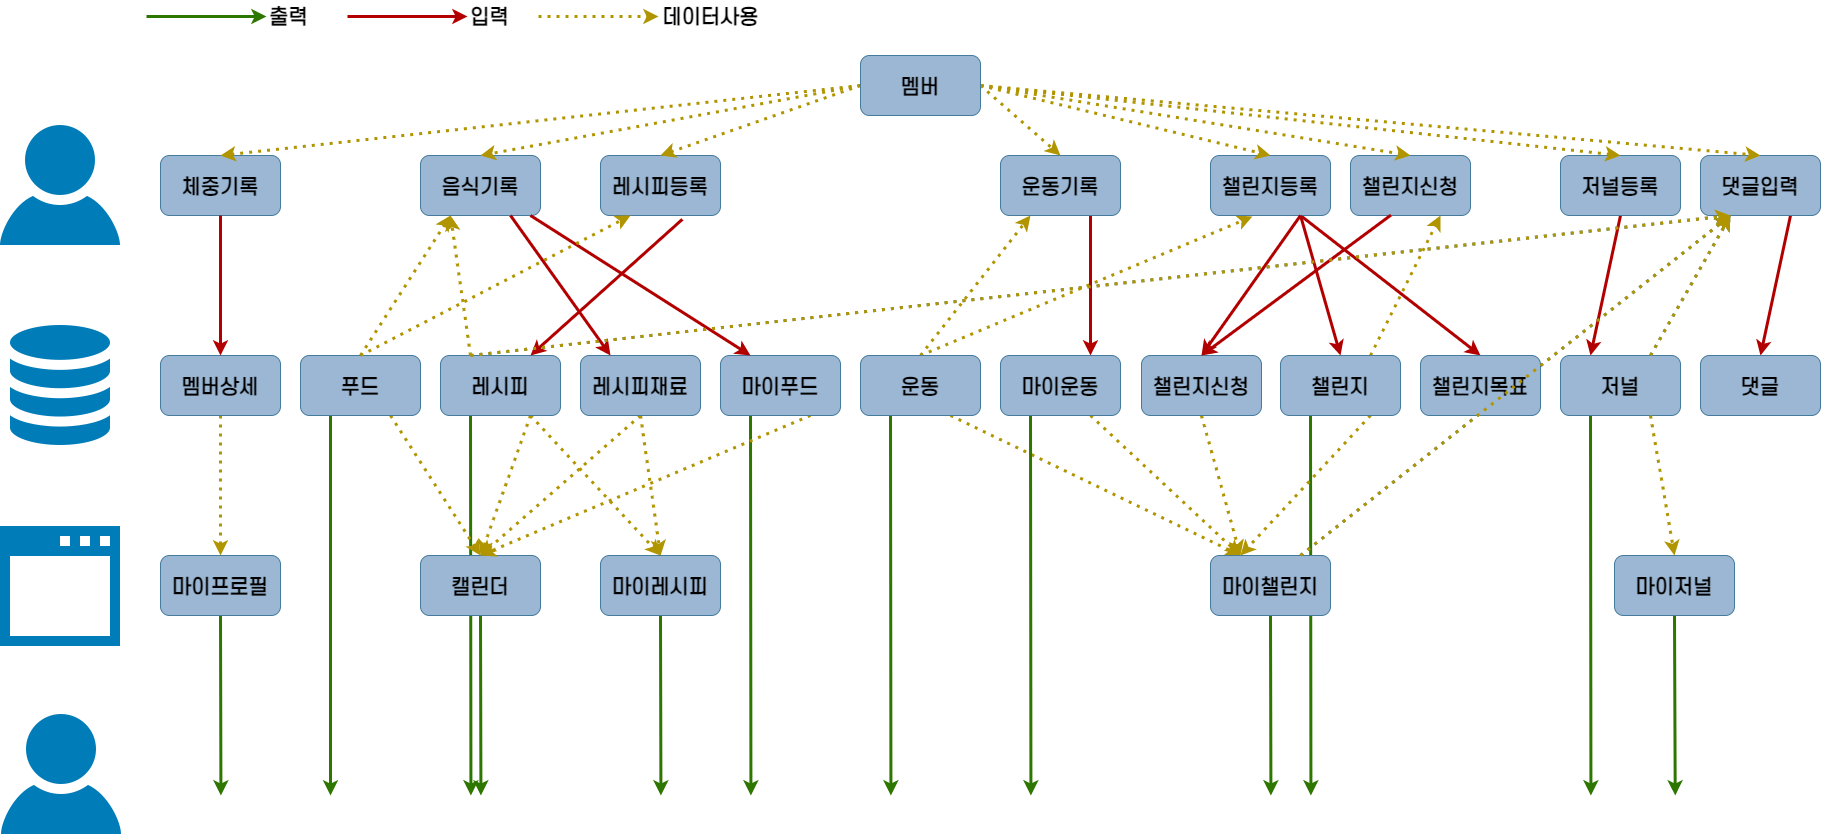 출력
입력
데이터사용
멤버
체중기록
음식기록
레시피등록
운동기록
챌린지등록
챌린지신청
저널등록
댓글입력
멤버상세
푸드
레시피
레시피재료
마이푸드
운동
마이운동
챌린지신청
챌린지
챌린지목표
저널
댓글
마이프로필
캘린더
마이레시피
마이챌린지
마이저널